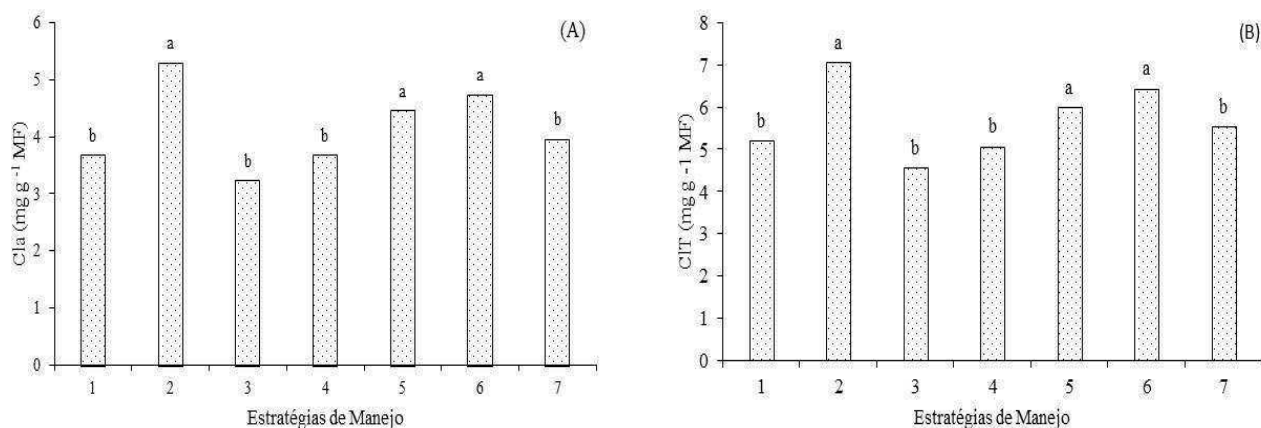 (A)
Cla (mg g -1 MF)
6
5
4
3
2
1
0
b
a
b
b
a
a
b
1 2 3 4 5 6 7
Estratégias de Manejo
(B)
ClT (mg g -1 MF)
8
7
6
5
4
3
2
1
0
b
a
b
b
a
a
b
1 2 3 4 5 6 7
Estratégias de Manejo